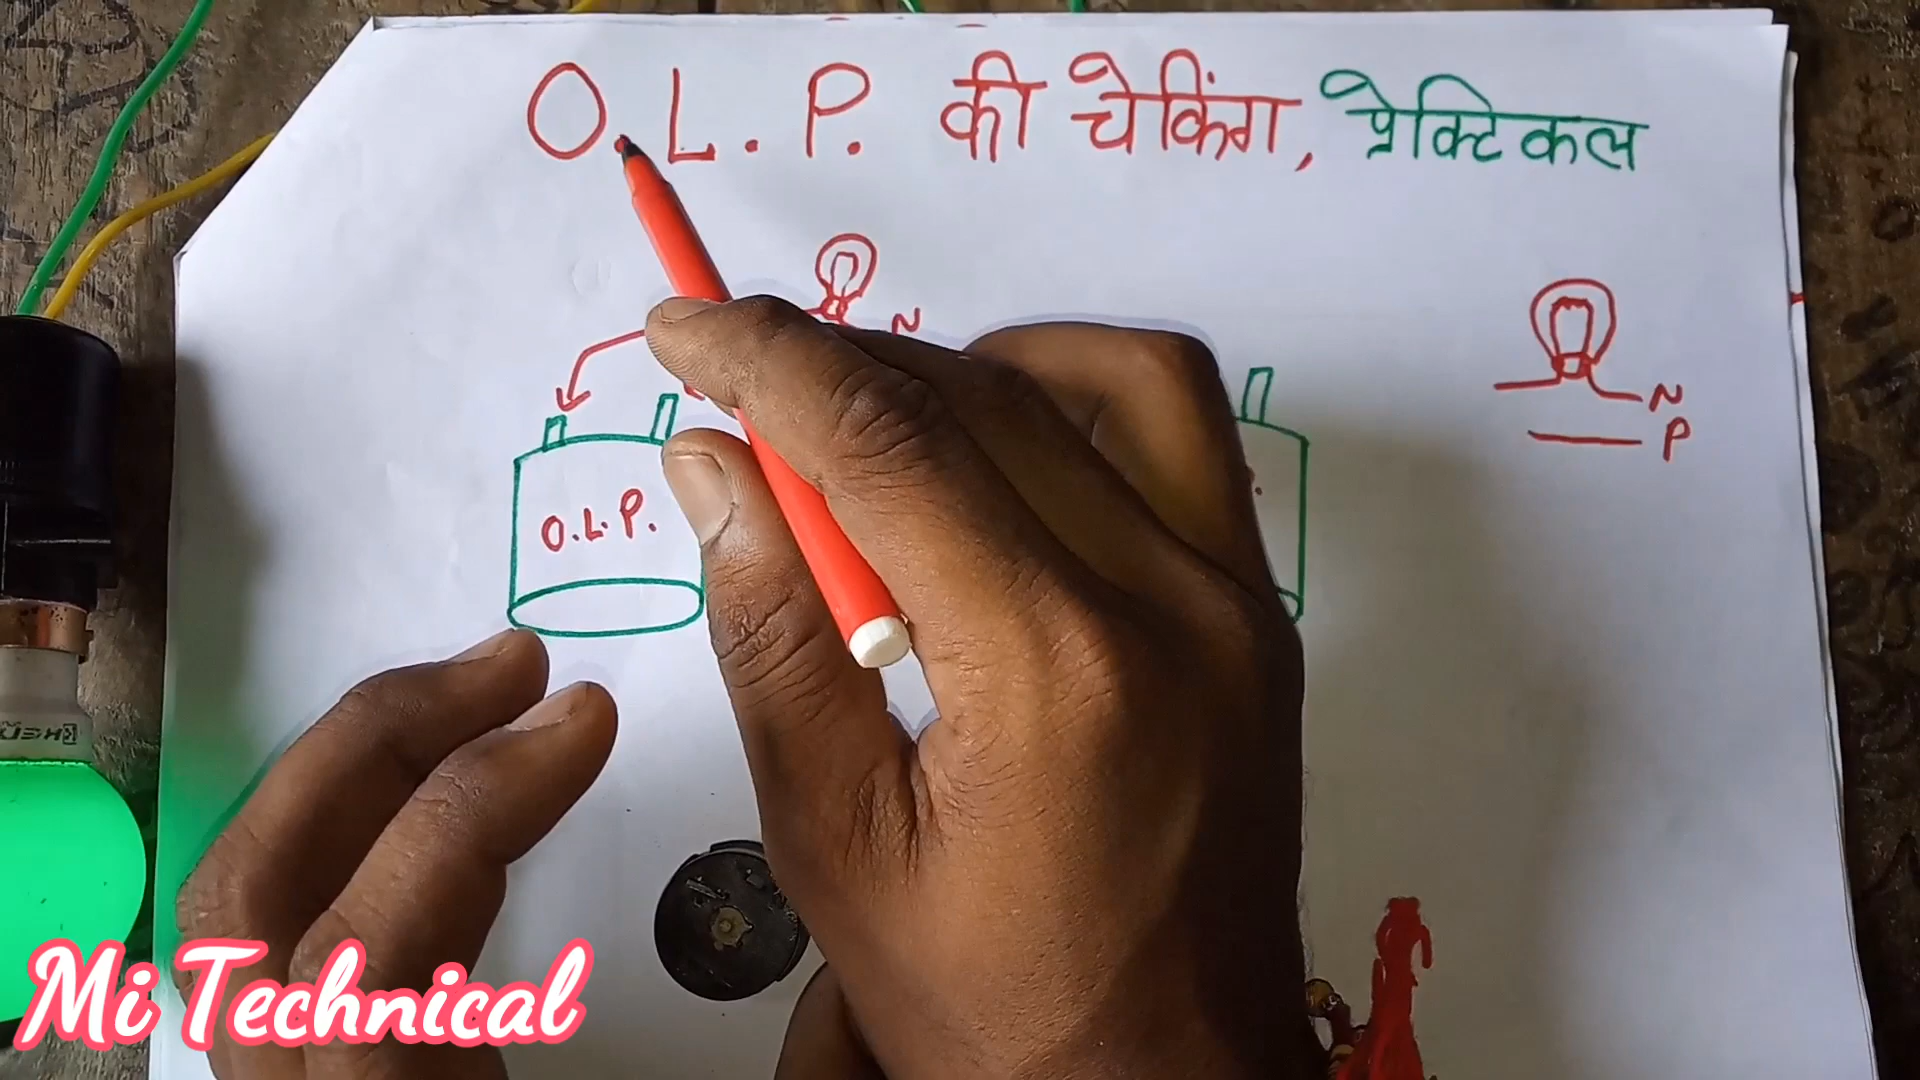 O. L. P. की चेकिंग, प्रेक्टिकल
N
N
P
O.L.P.
Mi Technical